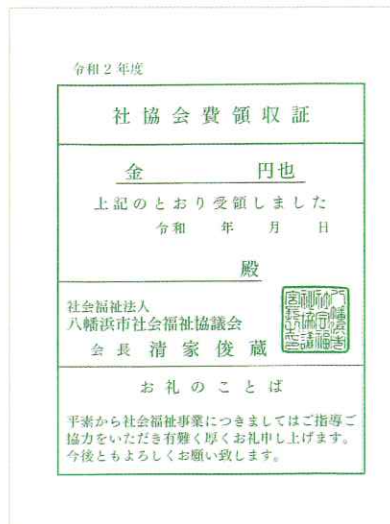 令和2年度
社協会費領収証
金 円也
上記のとおり受領しました
令和 年 月 日
殿
社会福祉法人
八幡浜市社会福祉協議会
会長 清家俊蔵
お礼のことば
平素から社会福祉事業につきましてはご指導ご
協力をいただき有難く厚くお礼申し上げます。
今後ともよろしくお願い致します。